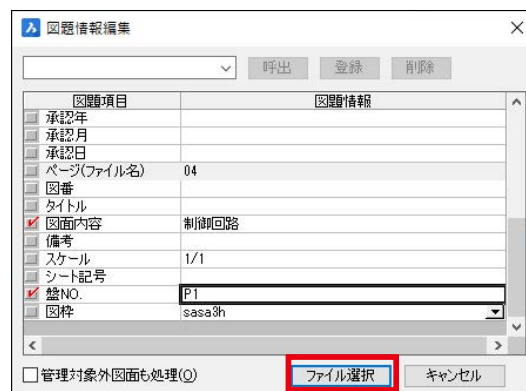 図題情報編集
呼出 登録 削除
図題項目 図題情報
承認年
承認月
承認日
ページ(ファイル名) 04
図番
タイトル
図面内容 制御回路
備考
スケール 1/1
シート記号
盤NO. P1
図枠 sasa3h
管理対象外図面も処理(O) ファイル選択 キャンセル